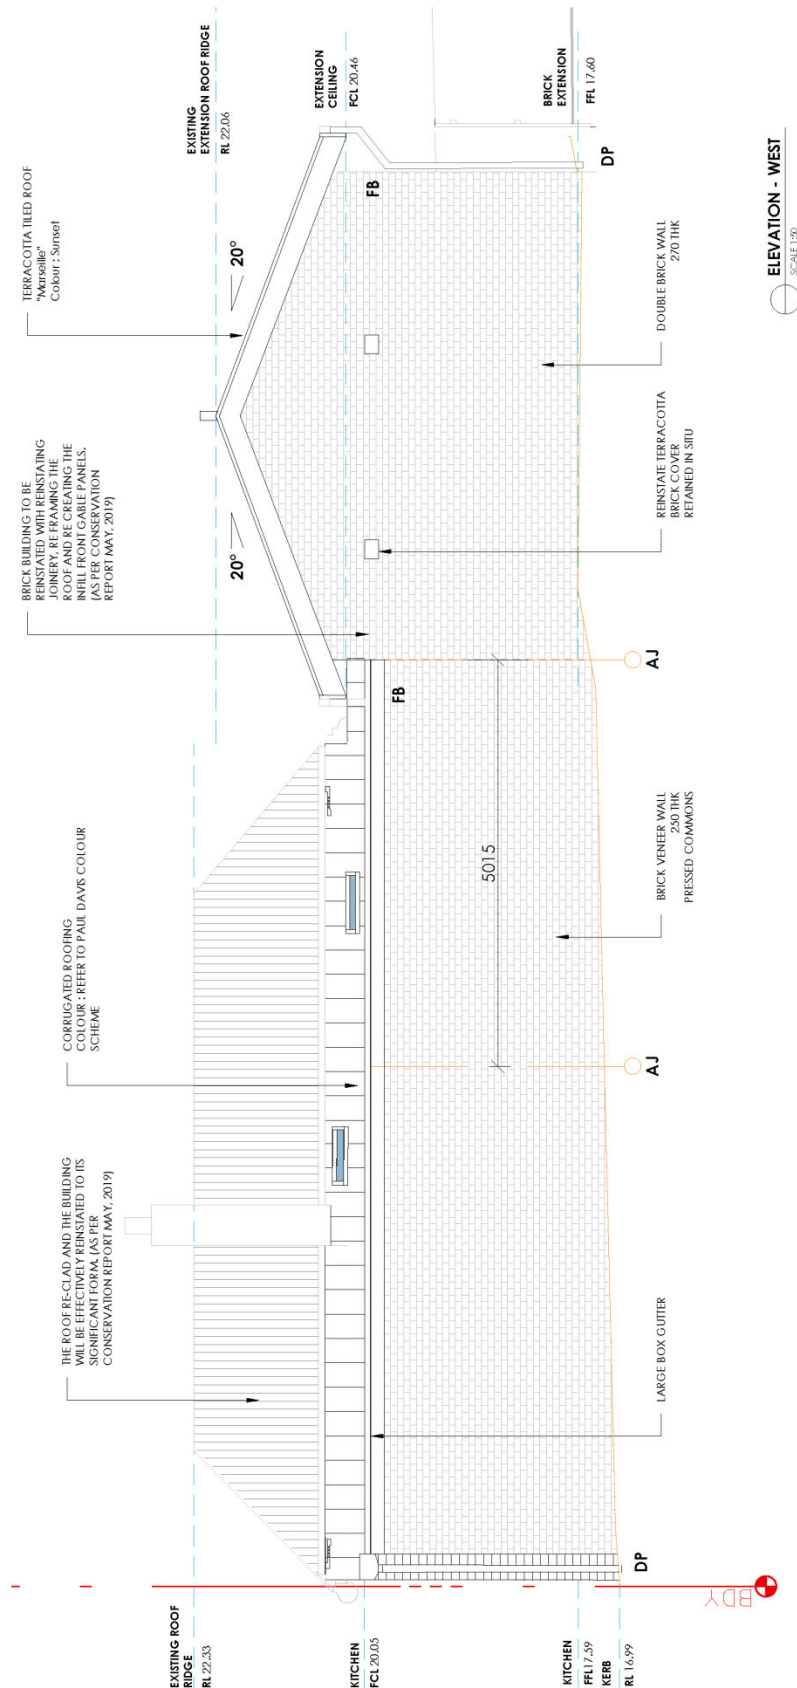 THE ROOF RE-CLAD AND THE BUILDING
WILL BE EFFECTIVELY REINSTATED TO ITS
SIGNIFICANT FORM. (AS PER
CONSERVATION REPORT MAY, 2019)
CORRUGATED ROOFING
COLOUR : REFER TO PAUL DAVIS COLOUR
SCHEME
BRICK BUILDING TO BE
REINSTATED WITH REINSTATING
JOINERY, RE FRAMING THE
ROOF AND RE CREATING THE
INFILL FRONT GABLE PANELS.
(AS PER CONSERVATION
REPORT MAY, 2019)
TERRACOTTA TILED ROOF
"Marseille"
Colour : Sunset
EXISTING ROOF
RIDGE
RL 22.33
EXISTING
EXTENSION ROOF RIDGE
RL 22.06
20°
20°
EXTENSION
CEILING
FCL 20.46
KITCHEN
FCL 20.05
FB
FB
5015
BRICK
EXTENSION
FFL 17.60
KITCHEN
FFL 17.59
KERB
RL 16.99
DP
DP
AJ
AJ
LARGE BOX GUTTER
BRICK VENEER WALL
250 THK
PRESSED COMMONS
REINSTATE TERRACOTTA
BRICK COVER
RETAINED IN SITU
DOUBLE BRICK WALL
270 THK
BDY
ELEVATION - WEST
SCALE 1:50